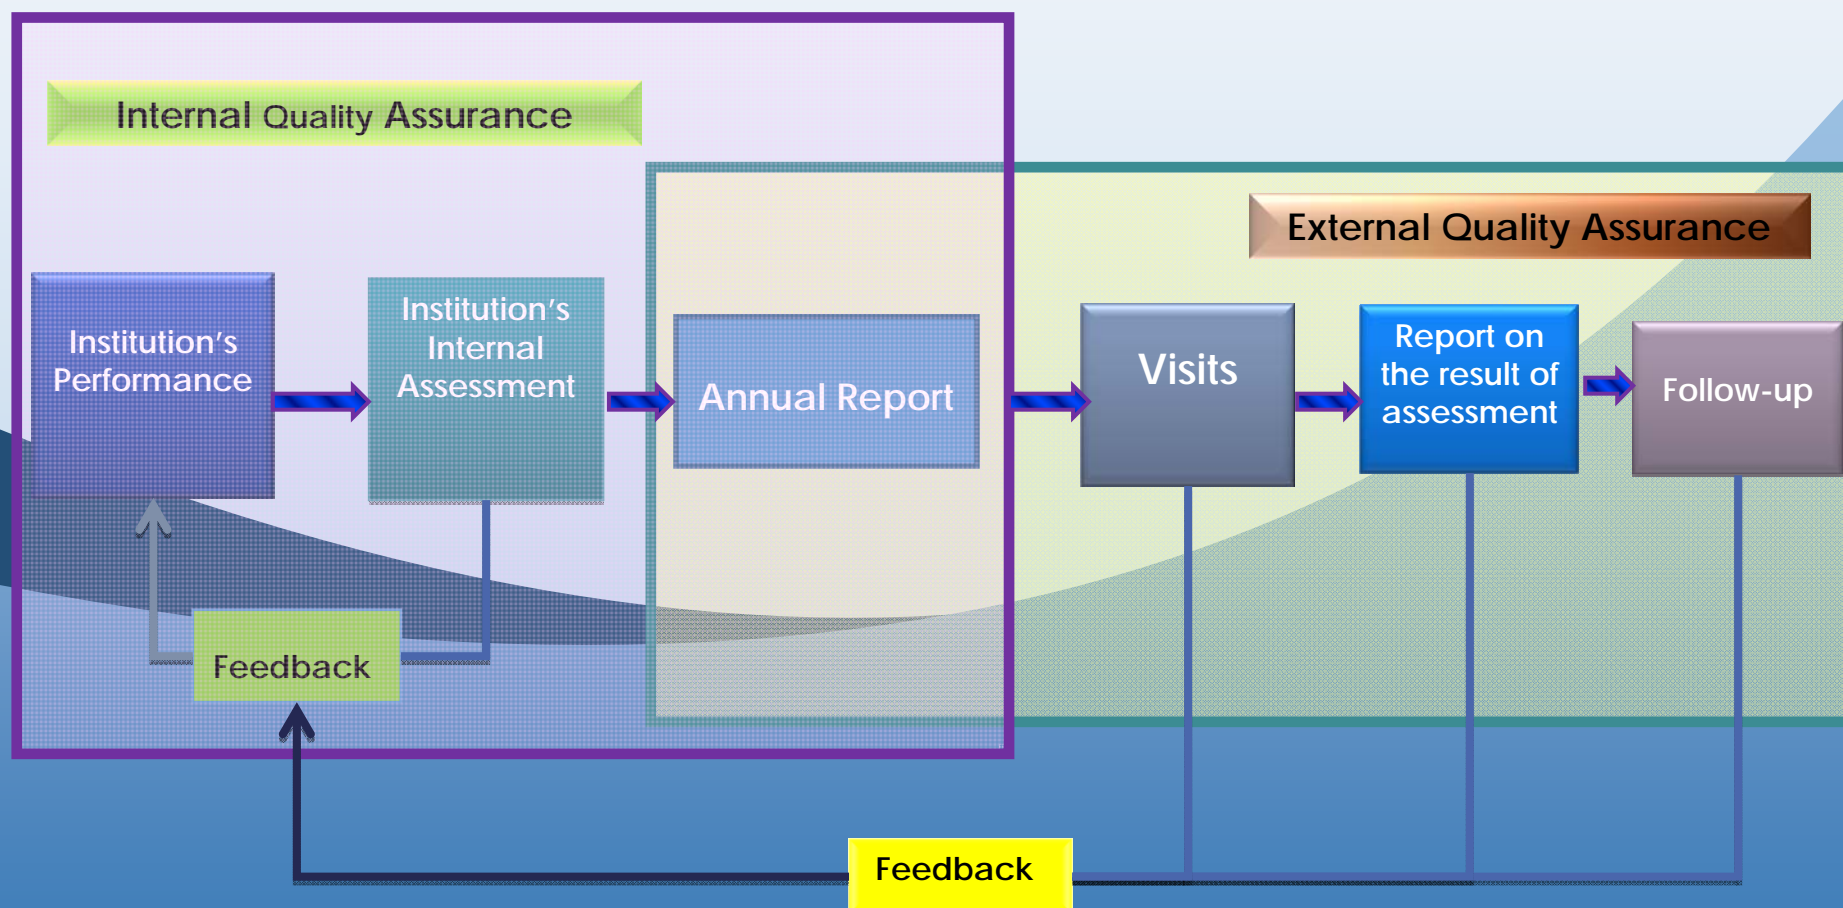 Internal Quality Assurance
External Quality Assurance
Institution's
Performance
Institution's
Internal
Assessment
Annual Report
Visits
Report on
the result of
assessment
Follow-up
Feedback
Feedback